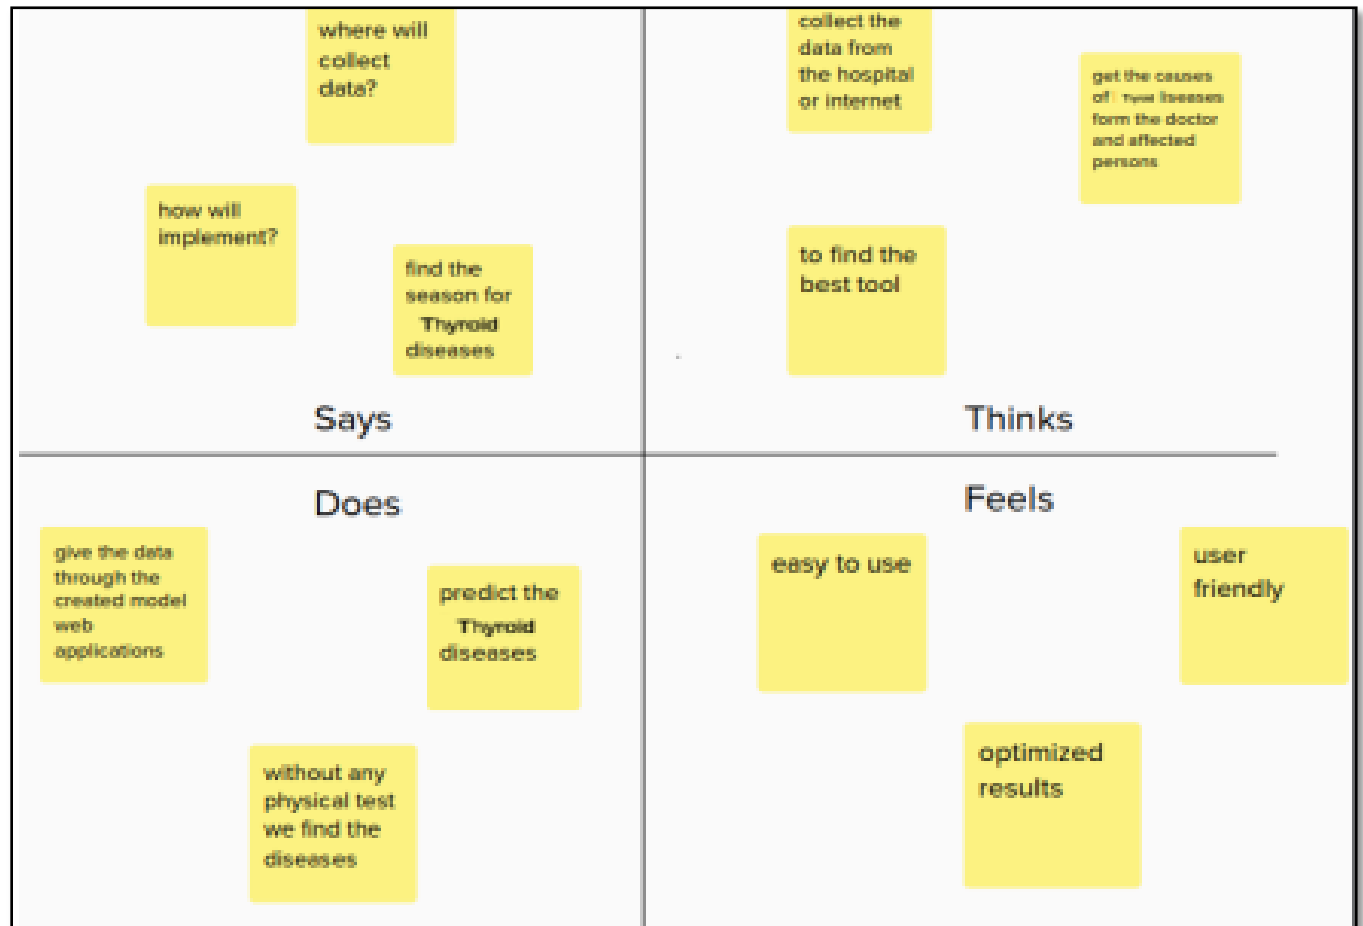 where will
collect
data?
how will
implement?
find the
season for
Thyroid
diseases
Says
collect the
data from
the hospital
or internet
get the causes
of liseases
form the doctor
and affected
persons
to find the
best tool
Thinks
Does
give the data
through the
created model
web
applications
predict the
Thyroid
diseases
without any
physical test
we find the
diseases
Feels
easy to use
user
friendly
optimized
results